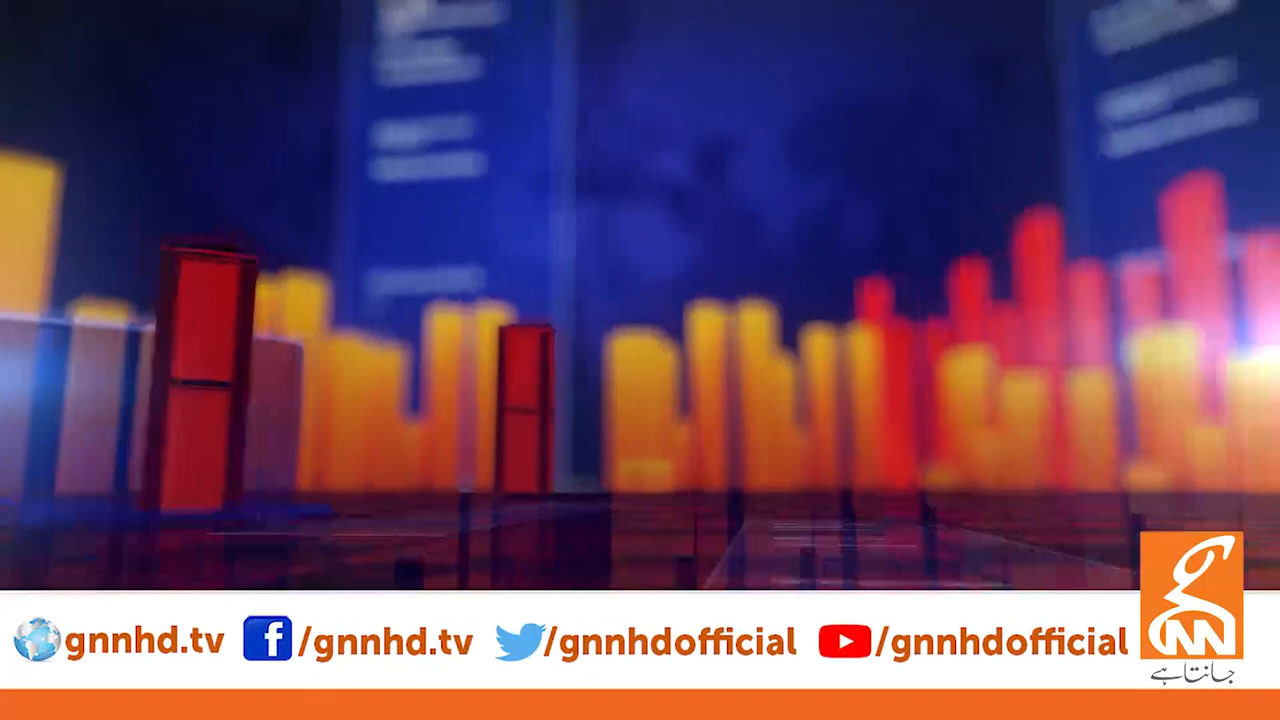 gnnhd.tv /gnnhd.tv /gnnhdofficial /gnnhdofficial
GNN
جانتا ہے